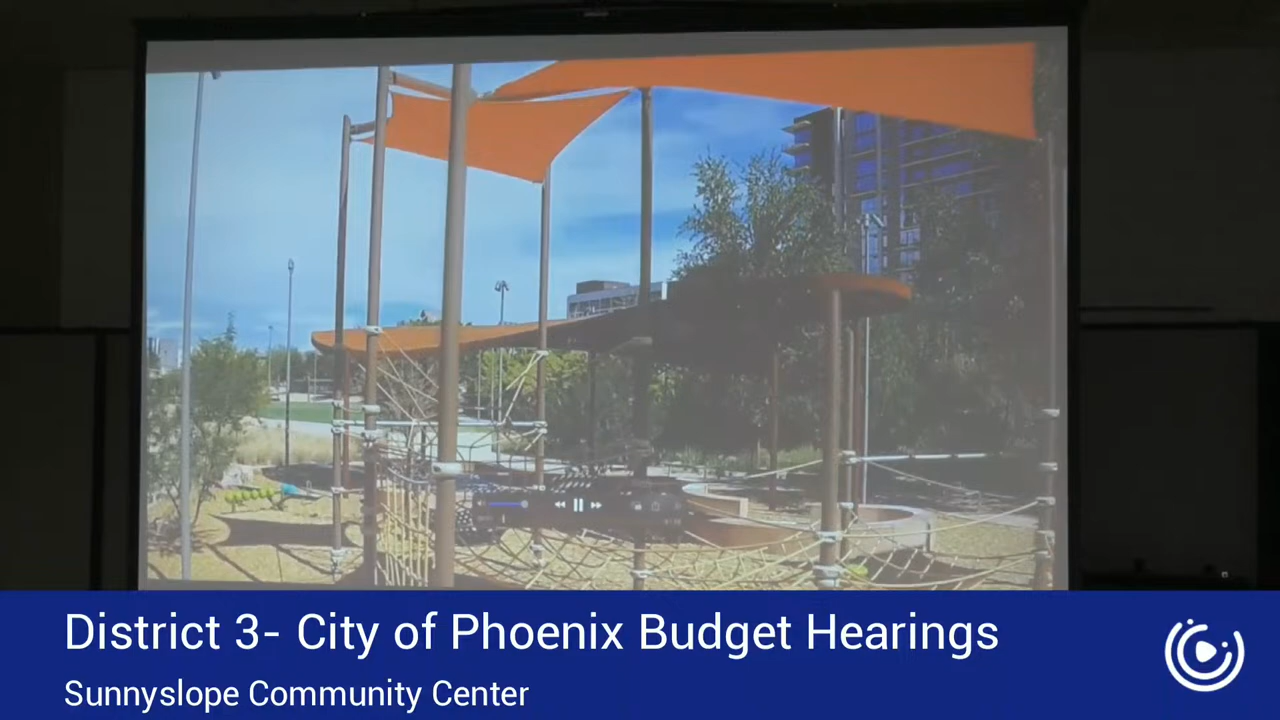 District 3- City of Phoenix Budget Hearings
Sunnyslope Community Center